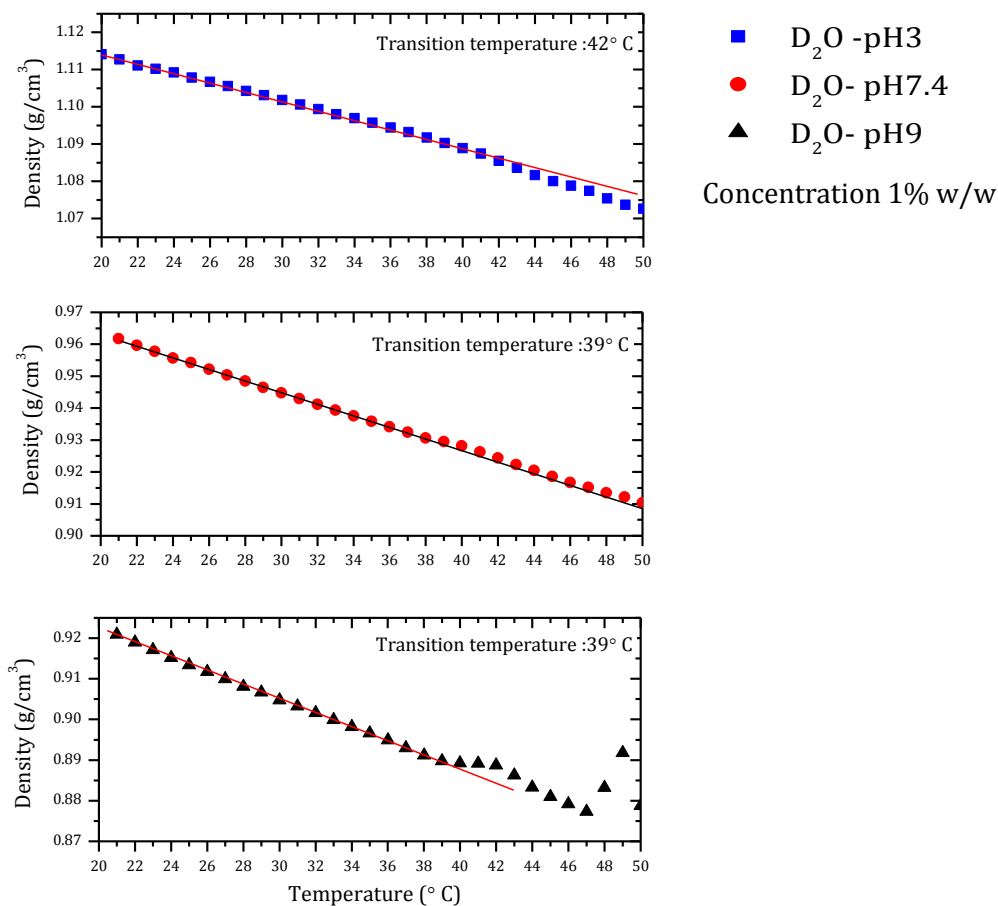 1.12
1.11
1.10
1.09
1.08
1.07
Density (g/cm³)
Transition temperature :42° C
20 22 24 26 28 30 32 34 36 38 40 42 44 46 48 50
D₂O -pH3
D₂O- pH7.4
D₂O- pH9
Concentration 1% w/w
0.97
0.96
0.95
0.94
0.93
0.92
0.91
0.90
Density (g/cm³)
Transition temperature :39° C
20 22 24 26 28 30 32 34 36 38 40 42 44 46 48 50
0.92
0.91
0.90
0.89
0.88
0.87
Density (g/cm³)
Transition temperature :39° C
20 22 24 26 28 30 32 34 36 38 40 42 44 46 48 50
Temperature (° C)